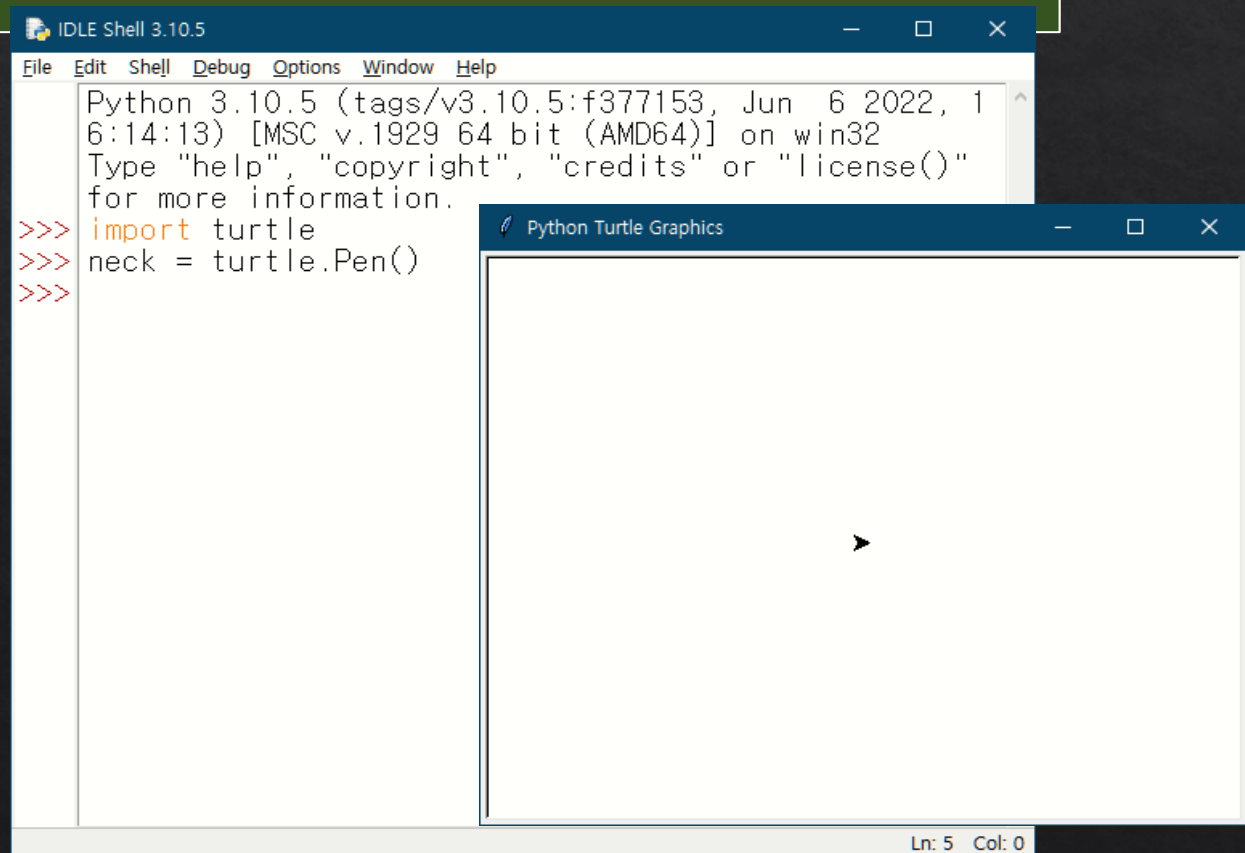 IDLE Shell 3.10.5
File Edit Shell Debug Options Window Help
Python 3.10.5 (tags/v3.10.5:f377153, Jun  6 2022, 1
6:14:13) [MSC v.1929 64 bit (AMD64)] on win32
Type "help", "copyright", "credits" or "license()"
for more information.
>>> import turtle
>>> neck = turtle.Pen()
>>>
Python Turtle Graphics
Ln: 5 Col: 0